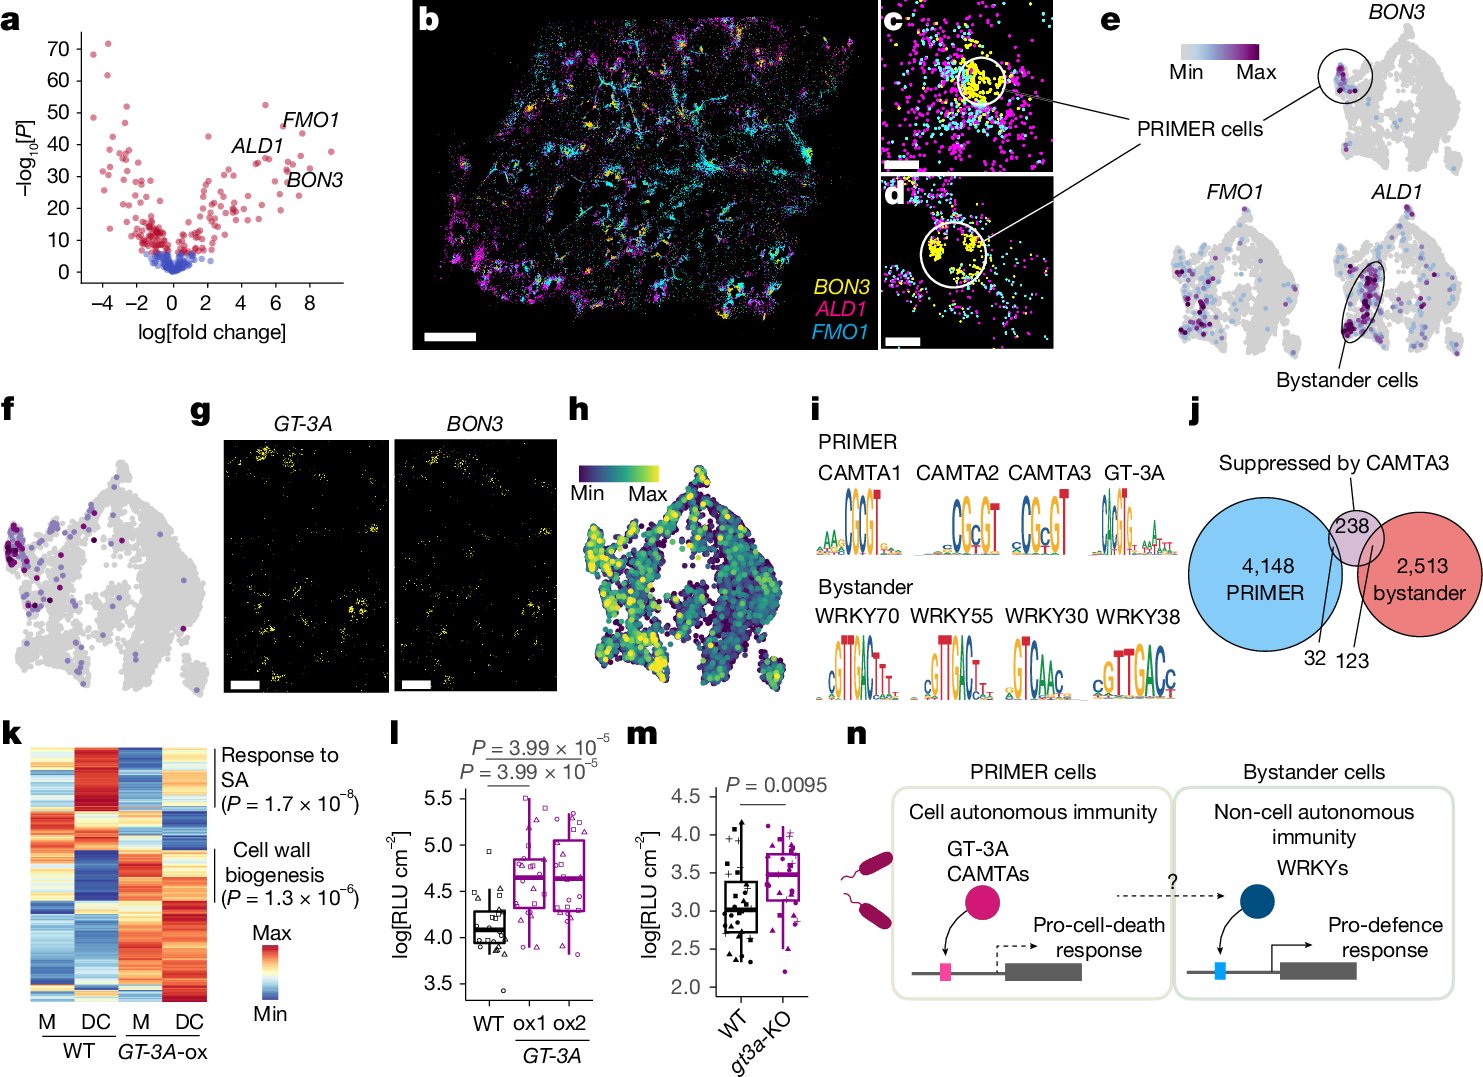 a
70
60
50
40
30
20
10
0
–log10[P]
FMO1
ALD1
BON3
–4 –2 0 2 4 6 8
log[fold change]
b
BON3
ALD1
FMO1
c
d
PRIMER cells
e
Min Max
BON3
FMO1 ALD1
Bystander cells
f
g
GT-3A BON3
h
Min Max
i
PRIMER
CAMTA1 CAMTA2 CAMTA3 GT-3A
CGCGT CGCGT CGCGT CACGTG
Bystander
WRKY70 WRKY55 WRKY30 WRKY38
CGTTGAC GTTGAC GTCAAC CGTTGACC
j
Suppressed by CAMTA3
238
4,148
PRIMER
2,513
bystander
32 123
k
Response to
SA
(P = 1.7 × 10–8)
Cell wall
biogenesis
(P = 1.3 × 10–6)
Max
Min
M DC M DC
WT GT-3A-ox
l
P = 3.99 × 10–5
P = 3.99 × 10–5
5.5
5.0
4.5
4.0
3.5
log[RLU cm–2]
WT ox1 ox2
GT-3A
m
P = 0.0095
4.5
4.0
3.5
3.0
2.5
2.0
log[RLU cm–2]
WT
gt3a-KO
n
PRIMER cells
Cell autonomous immunity
GT-3A
CAMTAs
Pro-cell-death
response
?
Bystander cells
Non-cell autonomous
immunity
WRKYs
Pro-defence
response